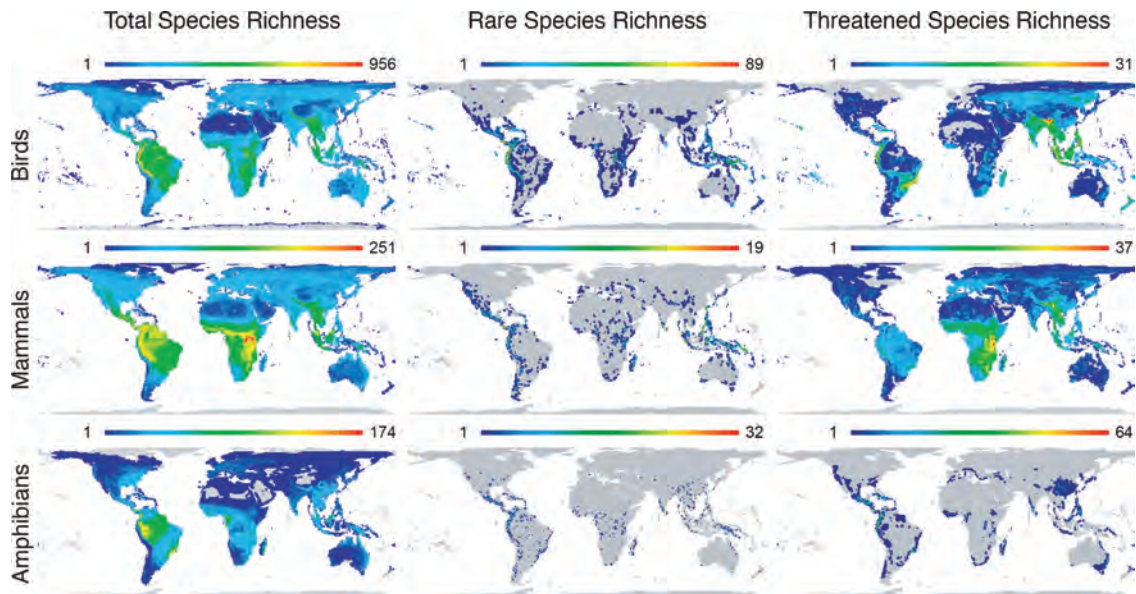 Total Species Richness Rare Species Richness Threatened Species Richness
1 956 1 89 1 31
Birds
1 251 1 19 1 37
Mammals
1 174 1 32 1 64
Amphibians